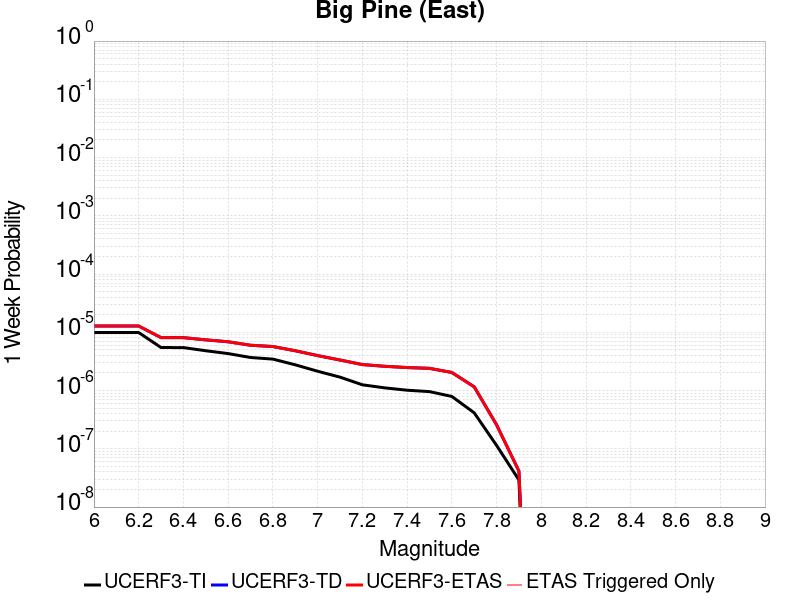 Big Pine (East)
10 0
10 -1
10 -2
10 -3
10 -4
10 -5
10 -6
10 -7
10 -8
1 Week Probability
6 6.2 6.4 6.6 6.8 7 7.2 7.4 7.6 7.8 8 8.2 8.4 8.6 8.8 9
Magnitude
UCERF3-TI UCERF3-TD UCERF3-ETAS ETAS Triggered Only